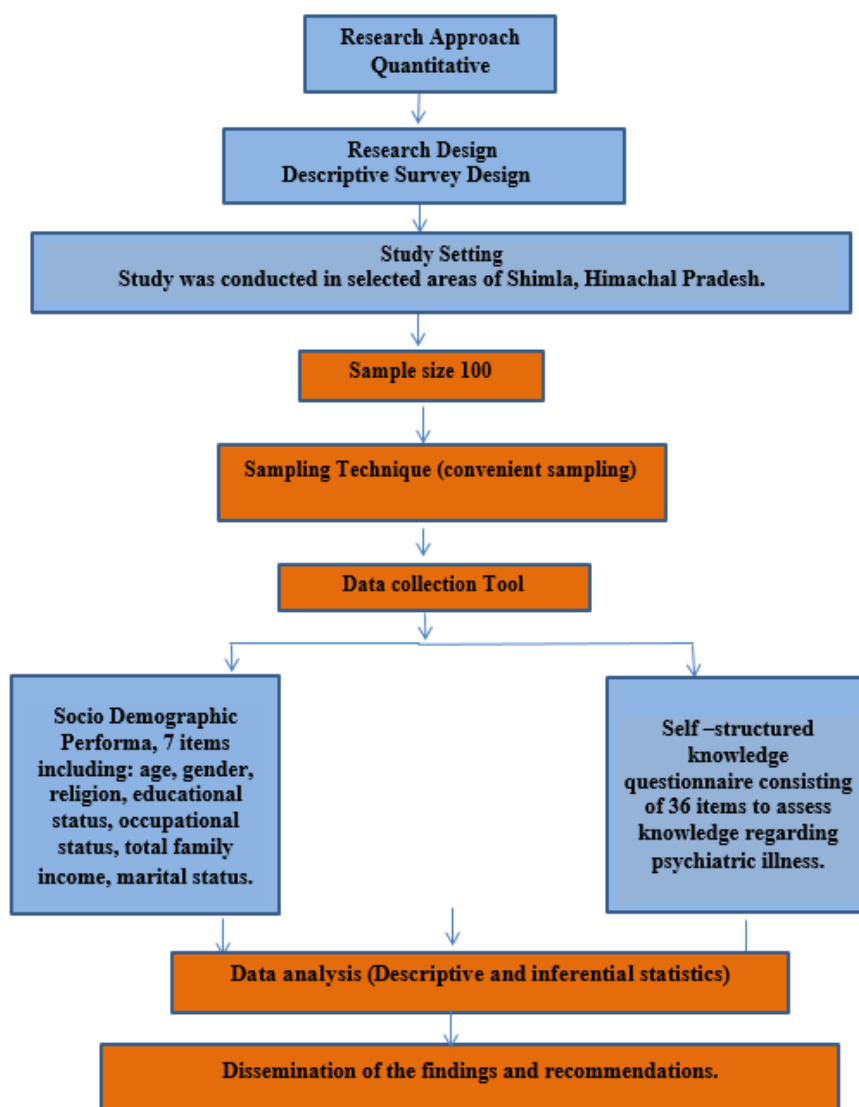 Research Approach
Quantitative
Research Design
Descriptive Survey Design
Study Setting
Study was conducted in selected areas of Shimla, Himachal Pradesh.
Sample size 100
Sampling Technique (convenient sampling)
Data collection Tool
Socio Demographic
Performa, 7 items
including: age, gender,
religion, educational
status, occupational
status, total family
income, marital status.
Self –structured
knowledge
questionnaire consisting
of 36 items to assess
knowledge regarding
psychiatric illness.
Data analysis (Descriptive and inferential statistics)
Dissemination of the findings and recommendations.